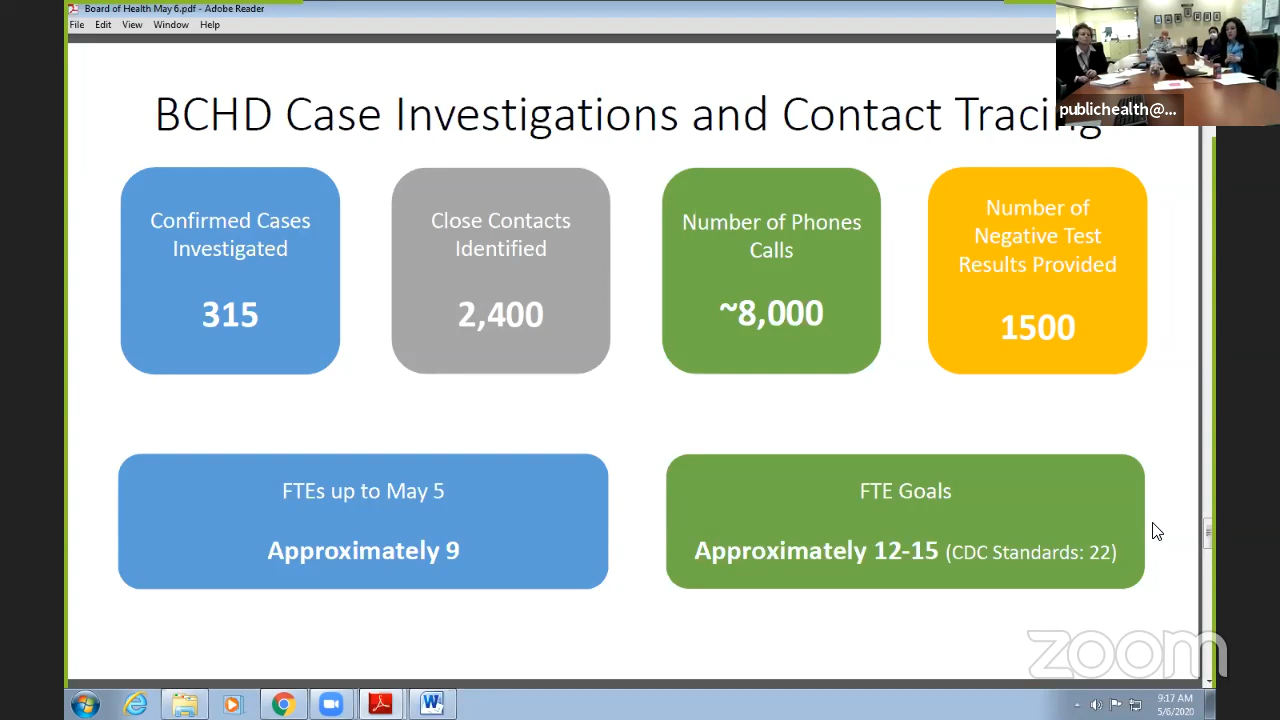 Board of Health May 6.pdf - Adobe Reader
File Edit View Window Help
publichealth@...
BCHD Case Investigations and Contact Tracing
Confirmed Cases
Investigated
315
Close Contacts
Identified
2,400
Number of Phones
Calls
~8,000
Number of
Negative Test
Results Provided
1500
FTEs up to May 5
Approximately 9
FTE Goals
Approximately 12-15 (CDC Standards: 22)
zoom
9:17 AM
5/6/2020